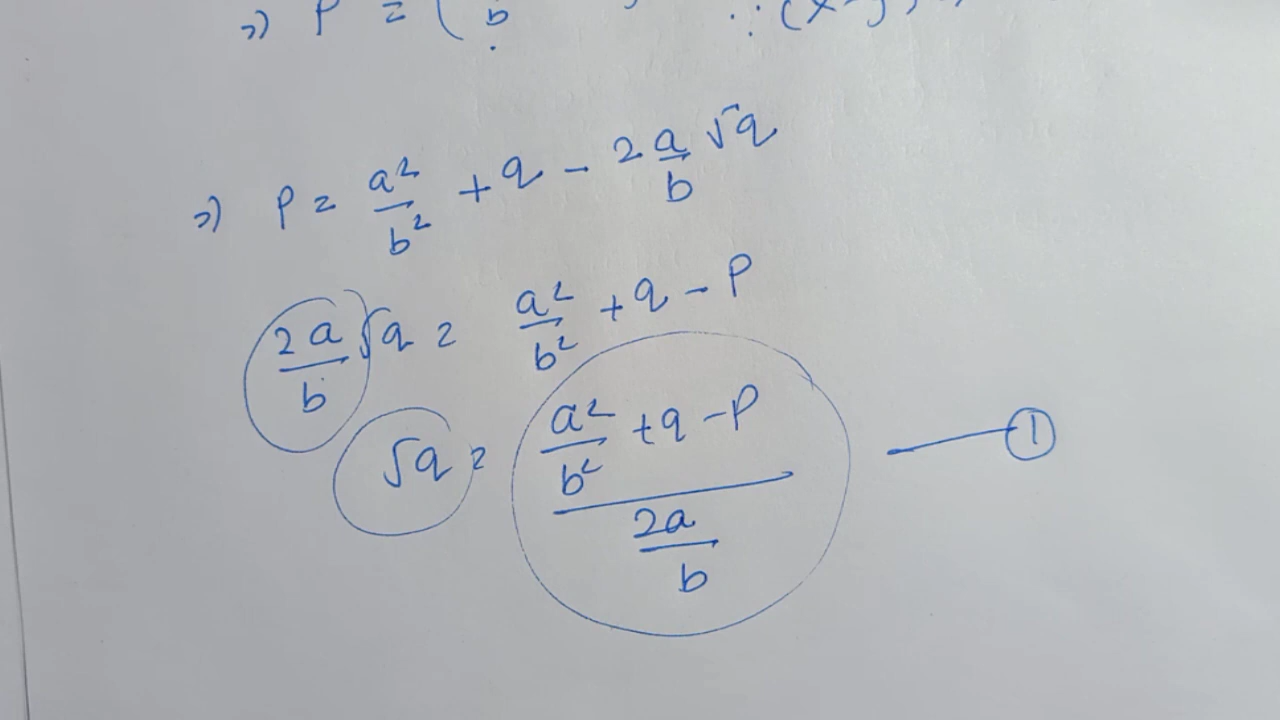 ⇒) P = ( b ∵ (x-y)
⇒) P = a²/b² + q - 2 a/b √q
2a/b √q = a²/b² + q - P
√q = (a²/b² + q - P)/(2a/b) — ①